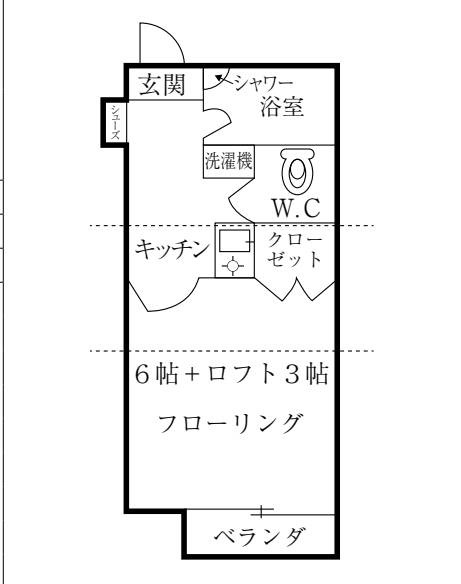 玄関
シャワー
浴室
シューズ
洗濯機
W.C
キッチン
クロー
ゼット
6帖＋ロフト3帖
フローリング
ベランダ